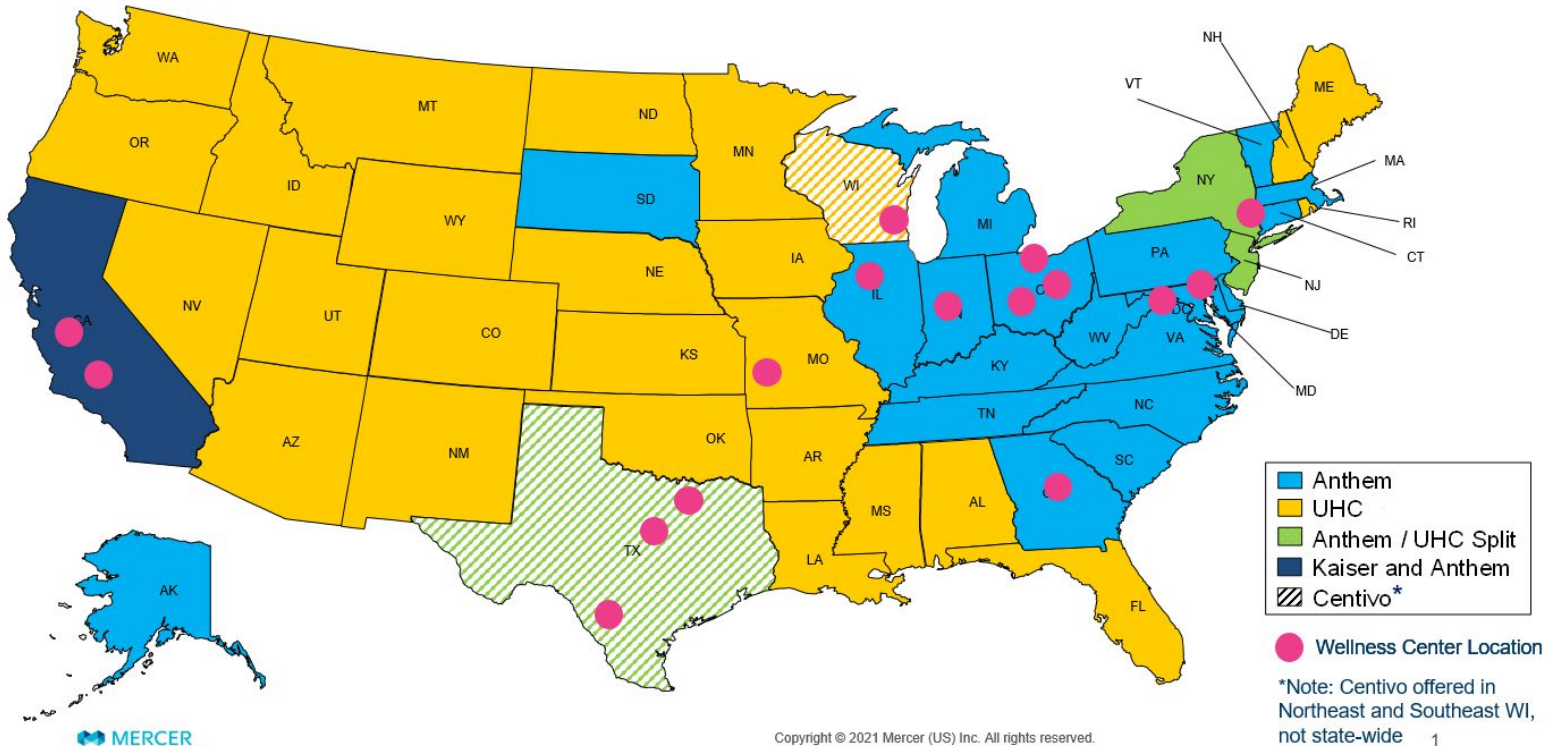 NH
VT
ME
WA
MT
ND
MN
OR
ID
WI
NY
MA
SD
WY
MI
RI
CT
IA
PA
NE
NJ
NV
IL
UT
DE
CO
WV
VA
KS
MO
KY
MD
NC
TN
AZ
OK
NM
AR
SC
MS
AL
TX
LA
AK
FL
Anthem
UHC
Anthem / UHC Split
Kaiser and Anthem
Centivo*
Wellness Center Location
*Note: Centivo offered in
Northeast and Southeast WI,
not state-wide
MERCER
Copyright © 2021 Mercer (US) Inc. All rights reserved.
1